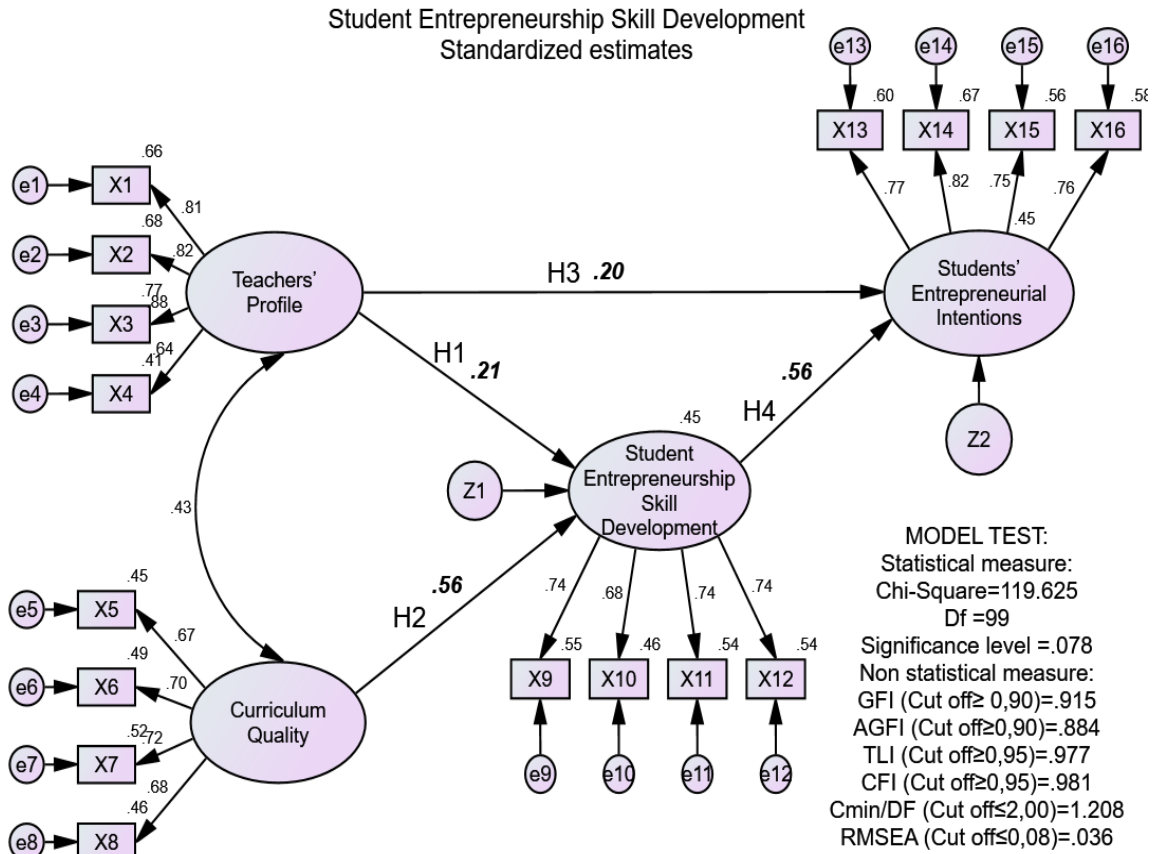 Student Entrepreneurship Skill Development
Standardized estimates
e13 e14 e15 e16
.60 .67 .56 .58
X13 X14 X15 X16
.77 .82 .75 .76
.45
Students'
Entrepreneurial
Intentions
Z2
.66
e1 X1
.81
.68
e2 X2
.82
.77
.88
e3 X3
.64
.41
e4 X4
Teachers'
Profile
H3 .20
H1
.21
.56
H4
.43
.45
Student
Entrepreneurship
Skill
Development
Z1
.56
H2
.45
e5 X5
.67
.49
e6 X6
.70
.52
.72
e7 X7
.68
.46
e8 X8
Curriculum
Quality
.74 .68 .74 .74
.55 .46 .54 .54
X9 X10 X11 X12
e9 e10 e11 e12
MODEL TEST:
Statistical measure:
Chi-Square=119.625
Df =99
Significance level =.078
Non statistical measure:
GFI (Cut off≥ 0,90)=.915
AGFI (Cut off≥0,90)=.884
TLI (Cut off≥0,95)=.977
CFI (Cut off≥0,95)=.981
Cmin/DF (Cut off≤2,00)=1.208
RMSEA (Cut off≤0,08)=.036